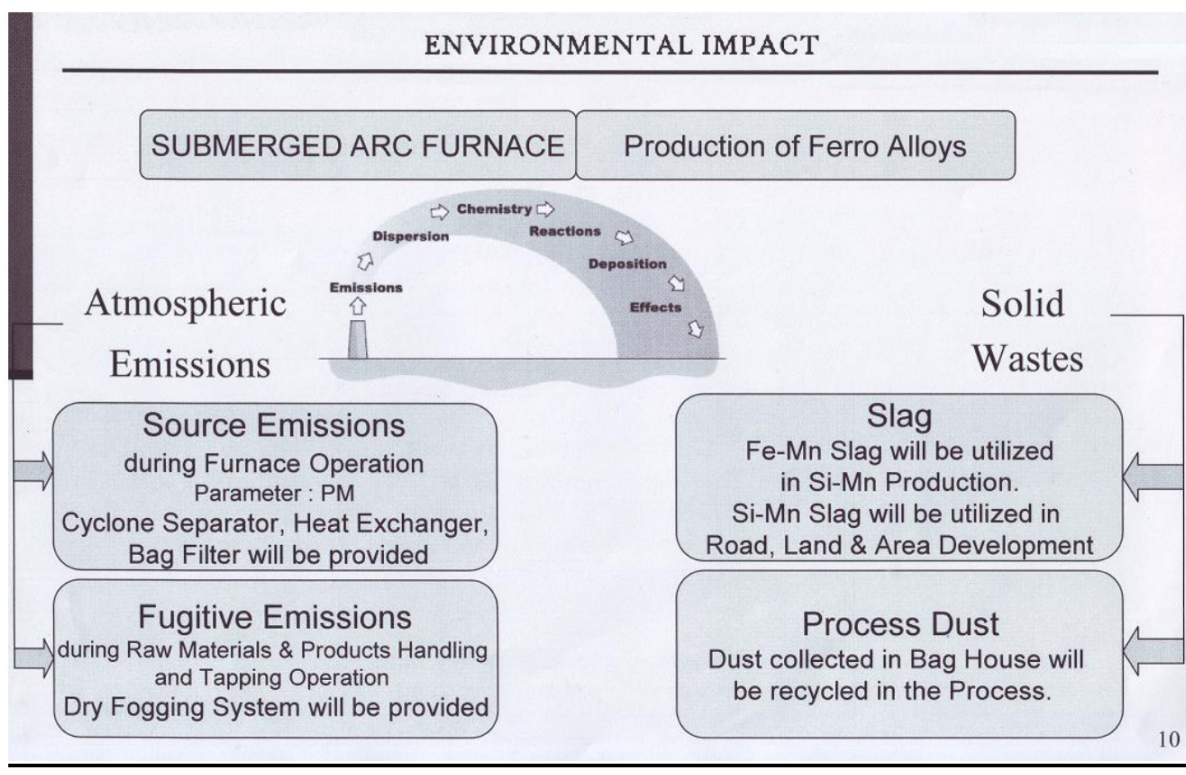 ENVIRONMENTAL IMPACT
SUBMERGED ARC FURNACE
Production of Ferro Alloys
Emissions
Dispersion
Chemistry
Reactions
Deposition
Effects
Atmospheric
Emissions
Source Emissions
during Furnace Operation
Parameter : PM
Cyclone Separator, Heat Exchanger,
Bag Filter will be provided
Fugitive Emissions
during Raw Materials & Products Handling
and Tapping Operation
Dry Fogging System will be provided
Solid
Wastes
Slag
Fe-Mn Slag will be utilized
in Si-Mn Production.
Si-Mn Slag will be utilized in
Road, Land & Area Development
Process Dust
Dust collected in Bag House will
be recycled in the Process.
10